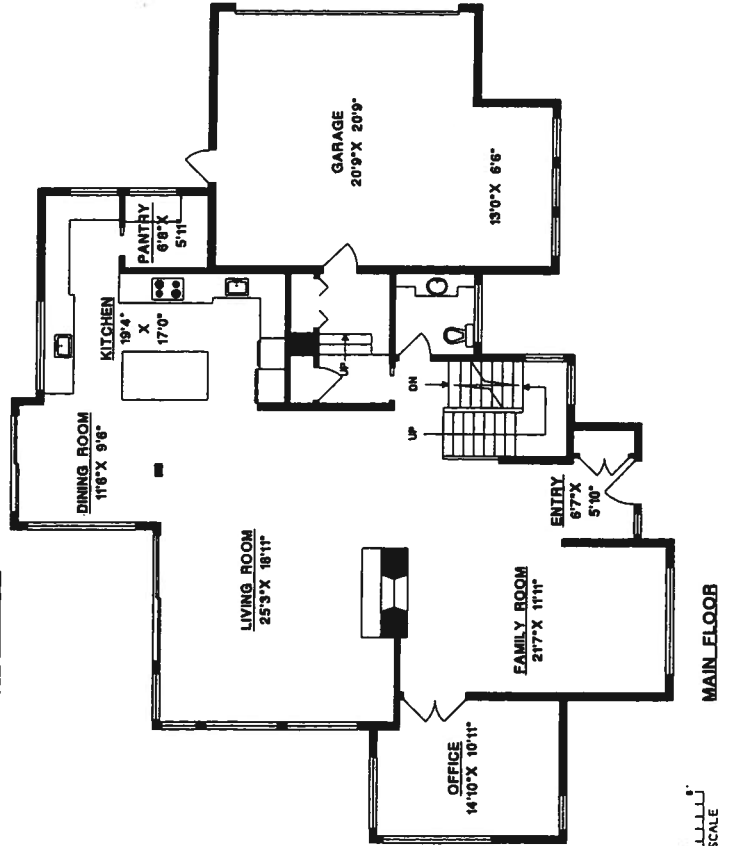 GARAGE
20'9"X 20'9"
13'0"X 6'6"
PANTRY
6'8"X
5'11"
KITCHEN
19'4"
X
17'0"
UP
DN
UP
DINING ROOM
11'6"X 9'6"
ENTRY
6'7"X
5'10"
LIVING ROOM
25'3"X 18'11"
FAMILY ROOM
21'7"X 11'11"
OFFICE
14'10"X 10'11"
MAIN FLOOR
SCALE